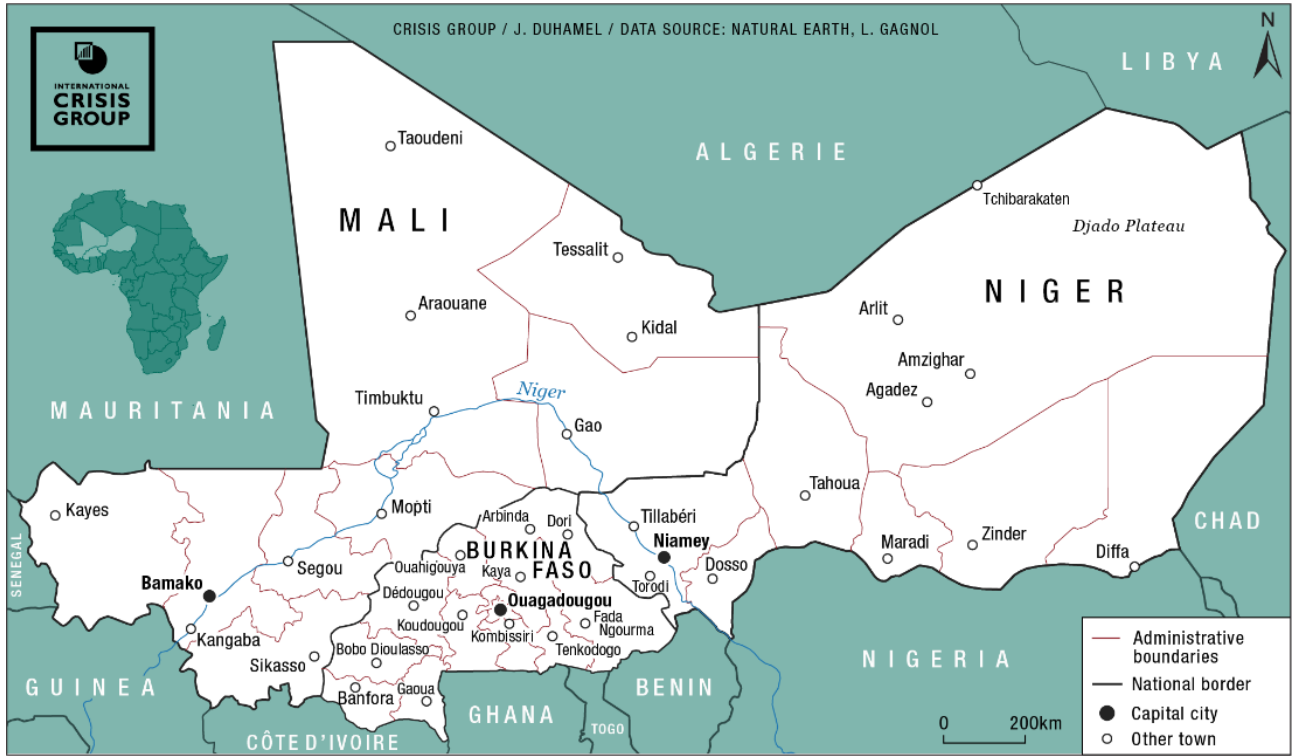 CRISIS GROUP / J. DUHAMEL / DATA SOURCE: NATURAL EARTH, L. GAGNOL
N
INTERNATIONAL
CRISIS
GROUP
LIBYA
ALGERIE
Taoudeni
MALI
Tchibarakaten
Djado Plateau
Tessalit
NIGER
Araouane
Arlit
Kidal
Amzighar
Agadez
Niger
Timbuktu
MAURITANIA
Gao
Kayes
Mopti
Tahoua
Arbinda
Dori
Tillabéri
CHAD
SENEGAL
BURKINA
FASO
Niamey
Maradi
Zinder
Diffa
Segou
Ouahigouya
Kaya
Dosso
Torodi
Bamako
Dédougou
Ouagadougou
Koudougou
Kombissiri
Fada
Ngourma
Kangaba
Tenkodogo
Bobo Dioulasso
Sikasso
GUINEA
Banfora
Gaoua
NIGERIA
BENIN
GHANA
TOGO
CÔTE D'IVOIRE
0 200km
Administrative
boundaries
National border
Capital city
Other town